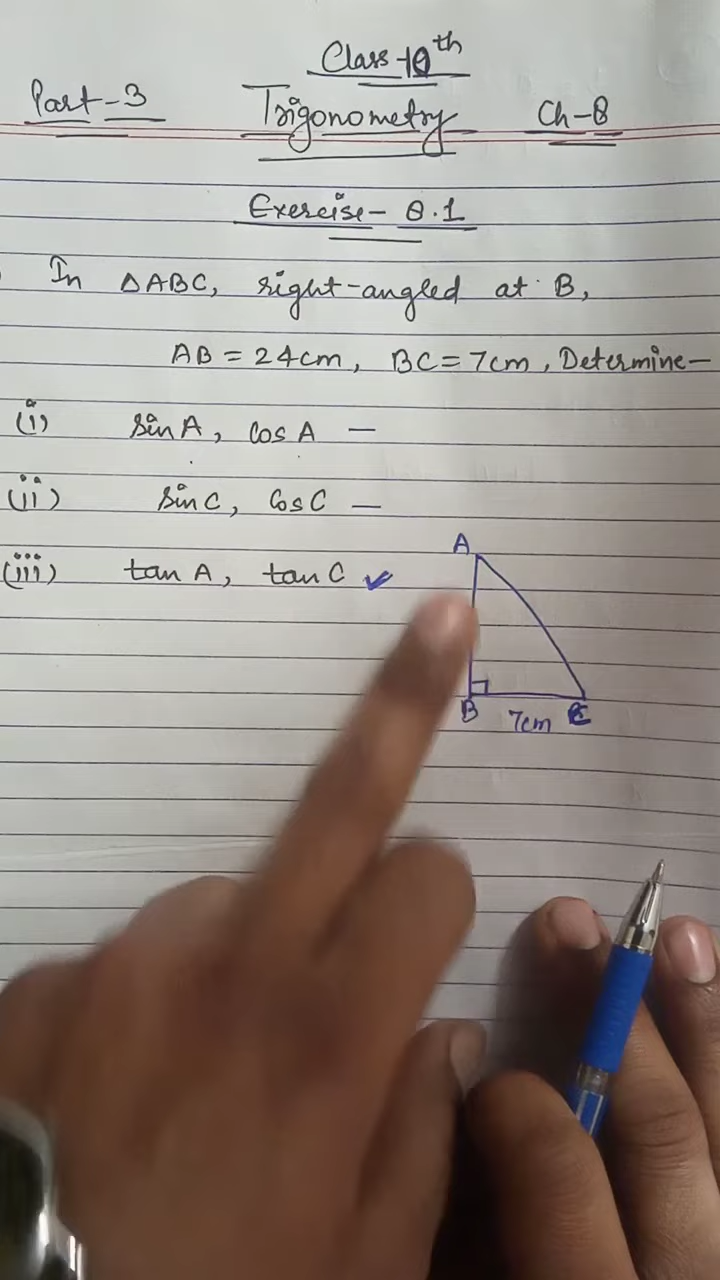 Class-10th
Part-3 Trigonometry Ch-8
Exercise- 8.1
In △ABC, right-angled at B,
AB = 24cm, BC = 7cm, Determine-
(i) sinA, cosA —
(ii) sinC, cosC —
(iii) tanA, tanC ✓
A
B 7cm C